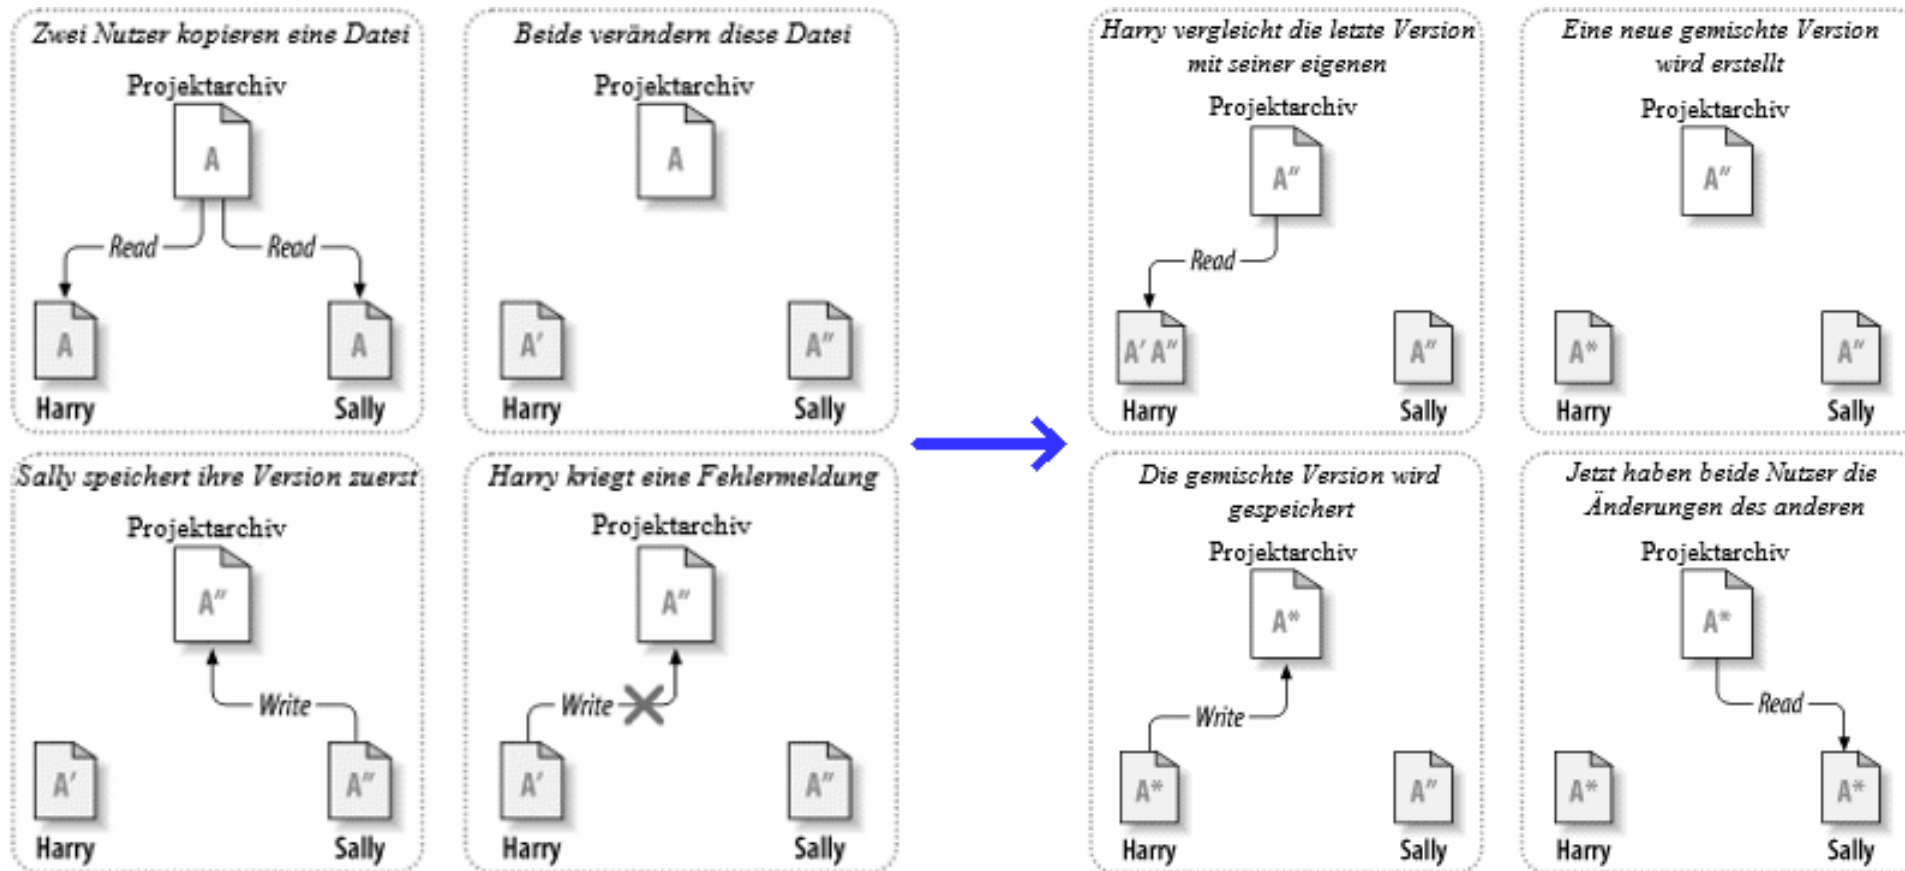 Zwei Nutzer kopieren eine Datei
Projektarchiv
A
Read
Read
A
A
Harry
Sally
Beide verändern diese Datei
Projektarchiv
A
A′
A″
Harry
Sally
Sally speichert ihre Version zuerst
Projektarchiv
A″
Write
A′
A″
Harry
Sally
Harry kriegt eine Fehlermeldung
Projektarchiv
A″
Write
A′
A″
Harry
Sally
Harry vergleicht die letzte Version
mit seiner eigenen
Projektarchiv
A″
Read
A′ A″
A″
Harry
Sally
Eine neue gemischte Version
wird erstellt
Projektarchiv
A″
A*
A″
Harry
Sally
Die gemischte Version wird
gespeichert
Projektarchiv
A*
Write
A*
A″
Harry
Sally
Jetzt haben beide Nutzer die
Änderungen des anderen
Projektarchiv
A*
Read
A*
A*
Harry
Sally